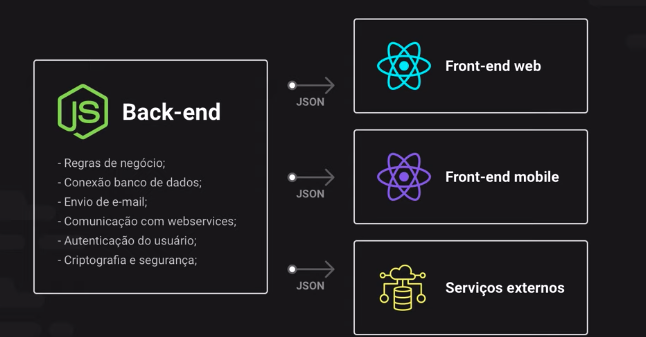 JS
Back-end
- Regras de negócio;
- Conexão banco de dados;
- Envio de e-mail;
- Comunicação com webservices;
- Autenticação do usuário;
- Criptografia e segurança;
JSON
Front-end web
JSON
Front-end mobile
JSON
Serviços externos